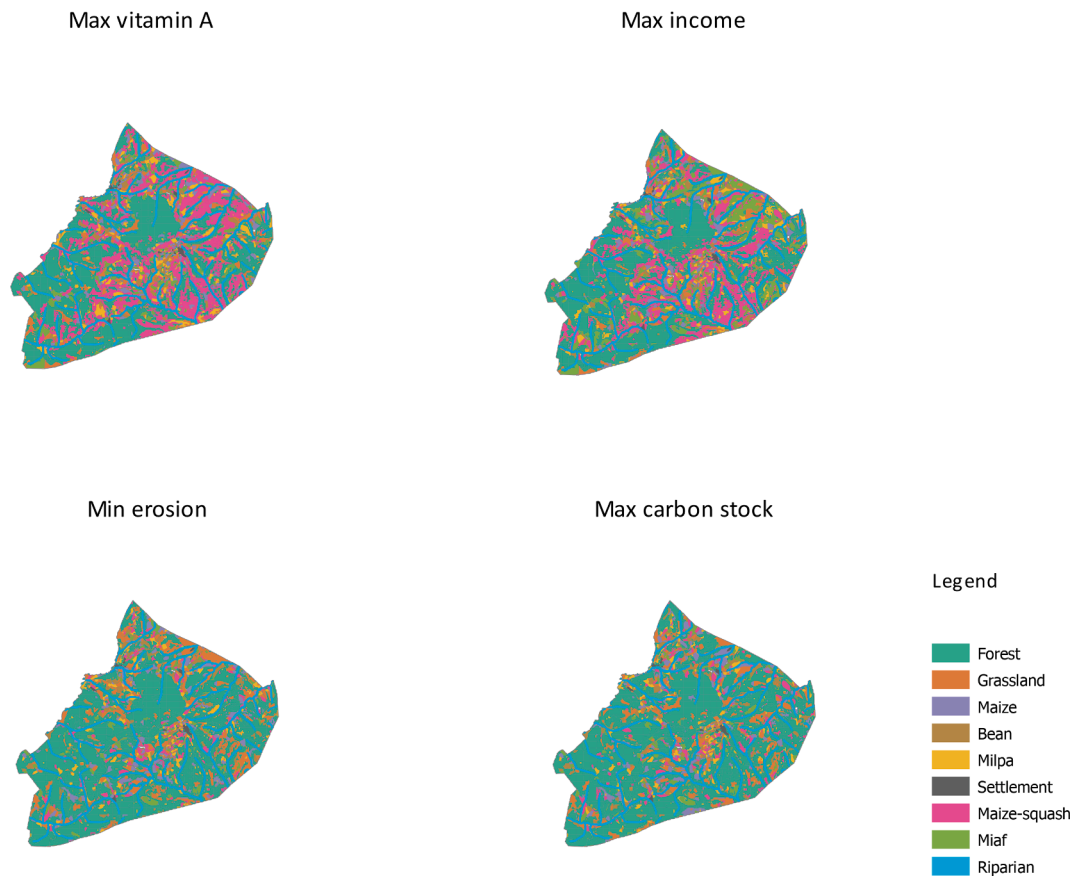 Max vitamin A
Max income
Min erosion
Max carbon stock
Legend
Forest
Grassland
Maize
Bean
Milpa
Settlement
Maize-squash
Miaf
Riparian